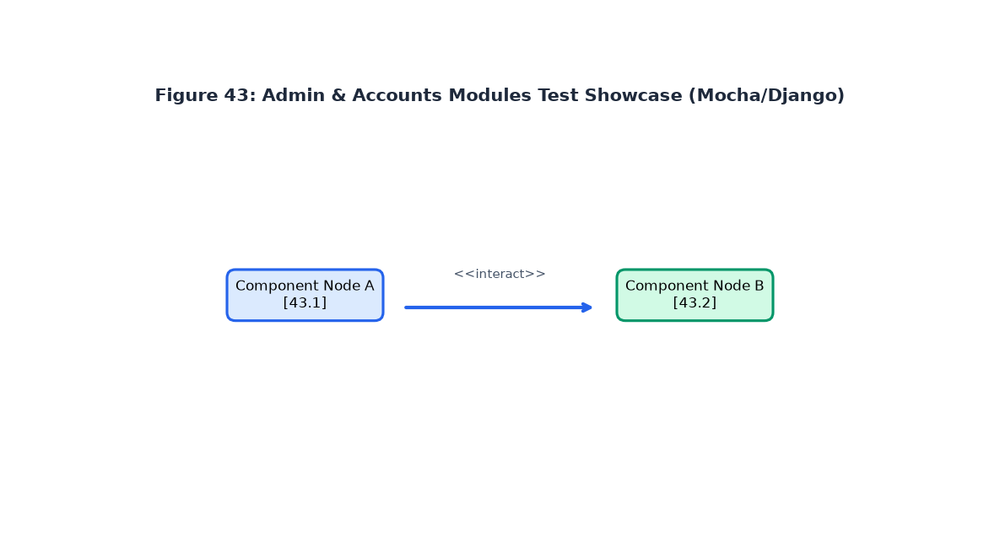 Figure 43: Admin & Accounts Modules Test Showcase (Mocha/Django)
<<interact>>
Component Node A
[43.1]
Component Node B
[43.2]